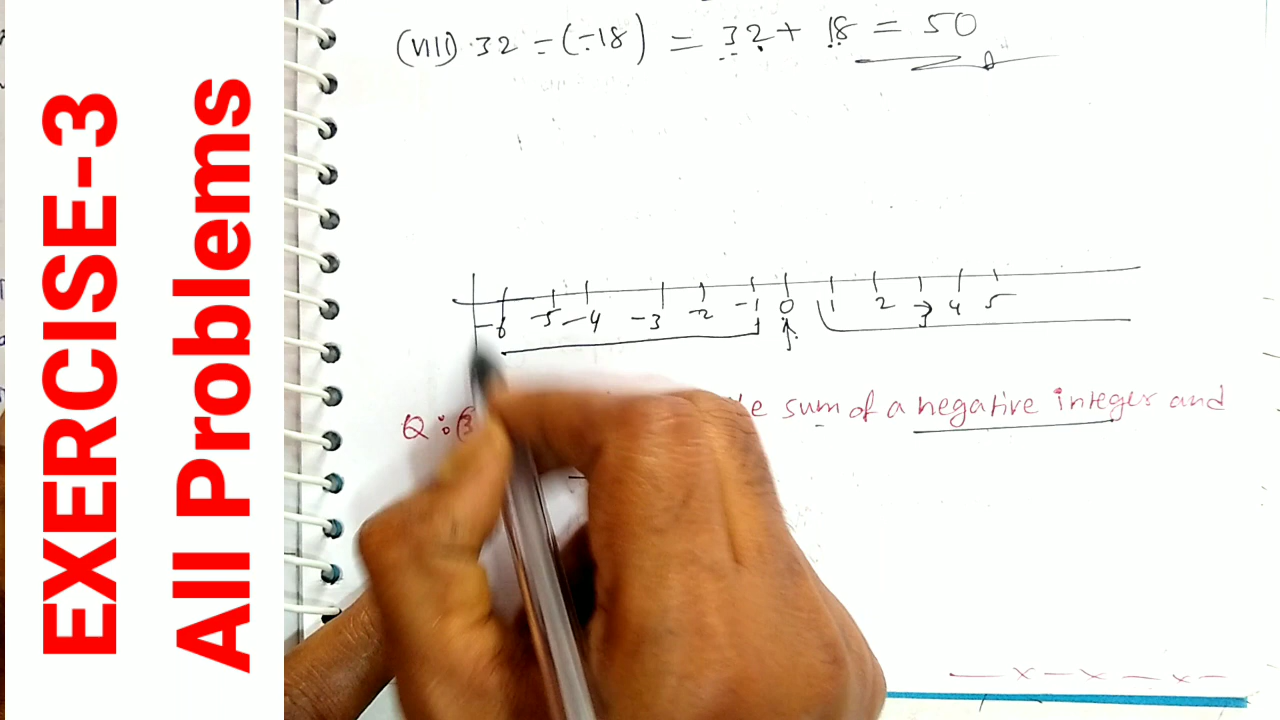 EXERCISE-3
All Problems
(VIII) 32 - (-18) = 32 + 18 = 50
-6 -5 -4 -3 -2 -1 0 1 2 3 4 5
Q: sum of a negative integer and
— x — x — x —